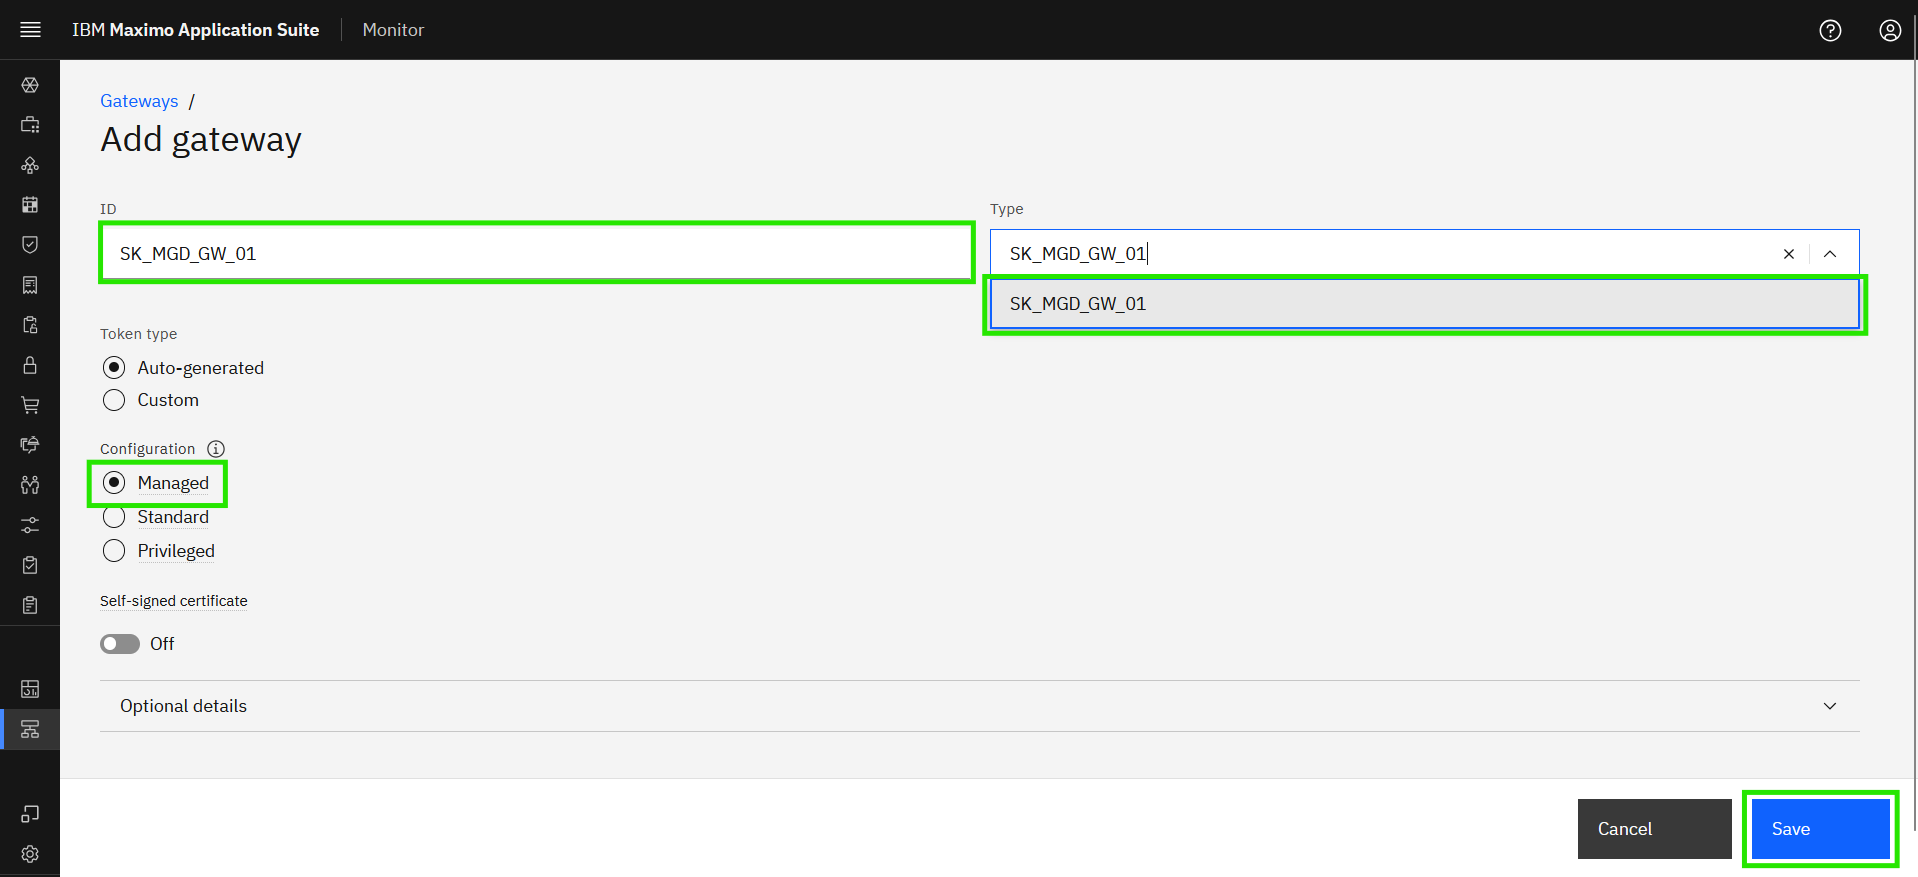 IBM Maximo Application Suite
Monitor
Gateways /
Add gateway
ID
SK_MGD_GW_01
Type
SK_MGD_GW_01
SK_MGD_GW_01
Token type
Auto-generated
Custom
Configuration
Managed
Standard
Privileged
Self-signed certificate
Off
Optional details
Cancel
Save